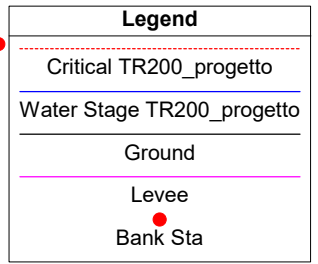 Legend
Critical TR200_progetto
Water Stage TR200_progetto
Ground
Levee
Bank Sta